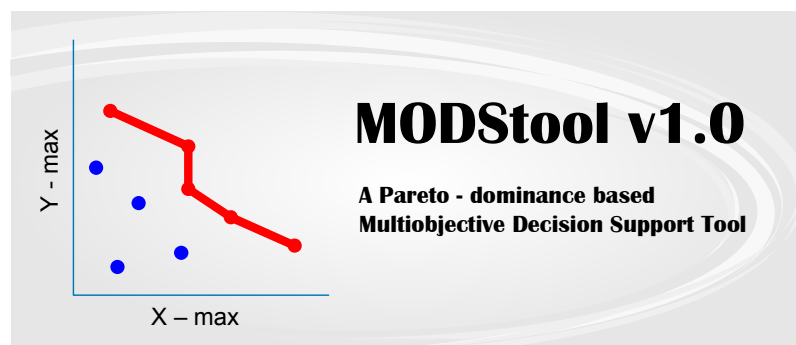 MODStool v1.0
A Pareto - dominance based
Multiobjective Decision Support Tool
Y - max
X – max